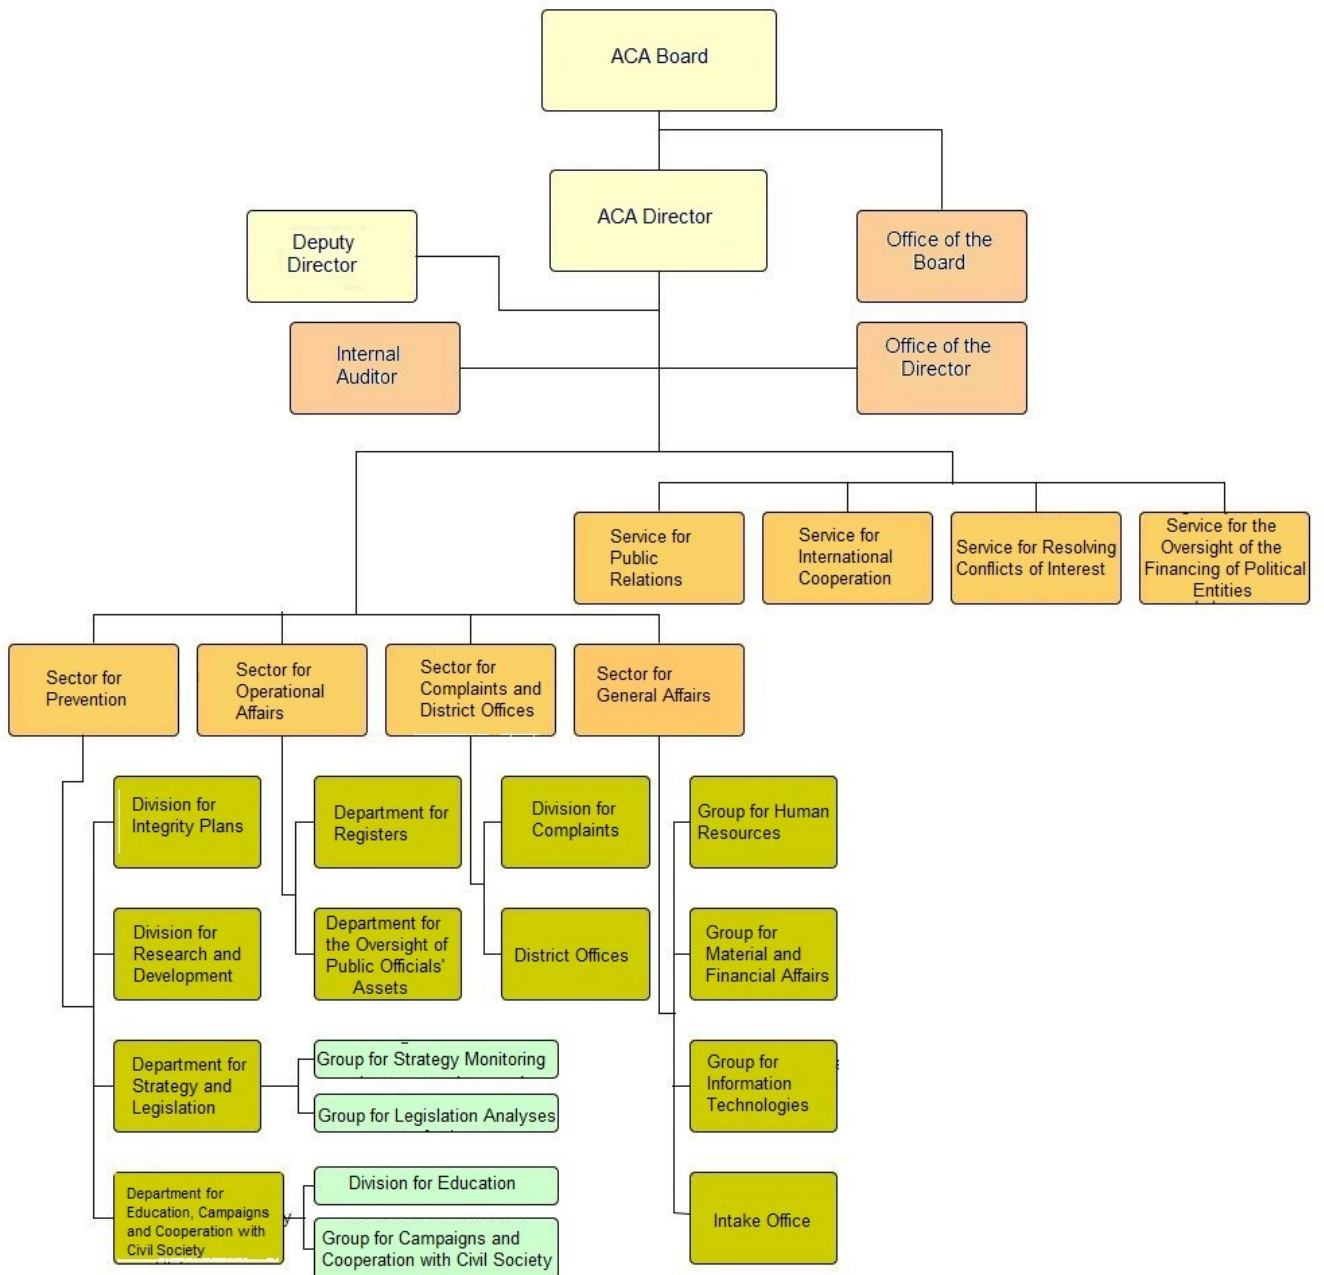 ACA Board
ACA Director
Deputy
Director
Office of the
Board
Internal
Auditor
Office of the
Director
Service for
Public
Relations
Service for
International
Cooperation
Service for Resolving
Conflicts of Interest
Service for the
Oversight of the
Financing of Political
Entities
Sector for
Prevention
Sector for
Operational
Affairs
Sector for
Complaints and
District Offices
Sector for
General Affairs
Division for
Integrity Plans
Department for
Registers
Division for
Complaints
Group for Human
Resources
Division for
Research and
Development
Department for
the Oversight of
Public Officials'
Assets
District Offices
Group for
Material and
Financial Affairs
Department for
Strategy and
Legislation
Group for Strategy Monitoring
Group for Legislation Analyses
Group for
Information
Technologies
Department for
Education, Campaigns
and Cooperation with
Civil Society
Division for Education
Group for Campaigns and
Cooperation with Civil Society
Intake Office